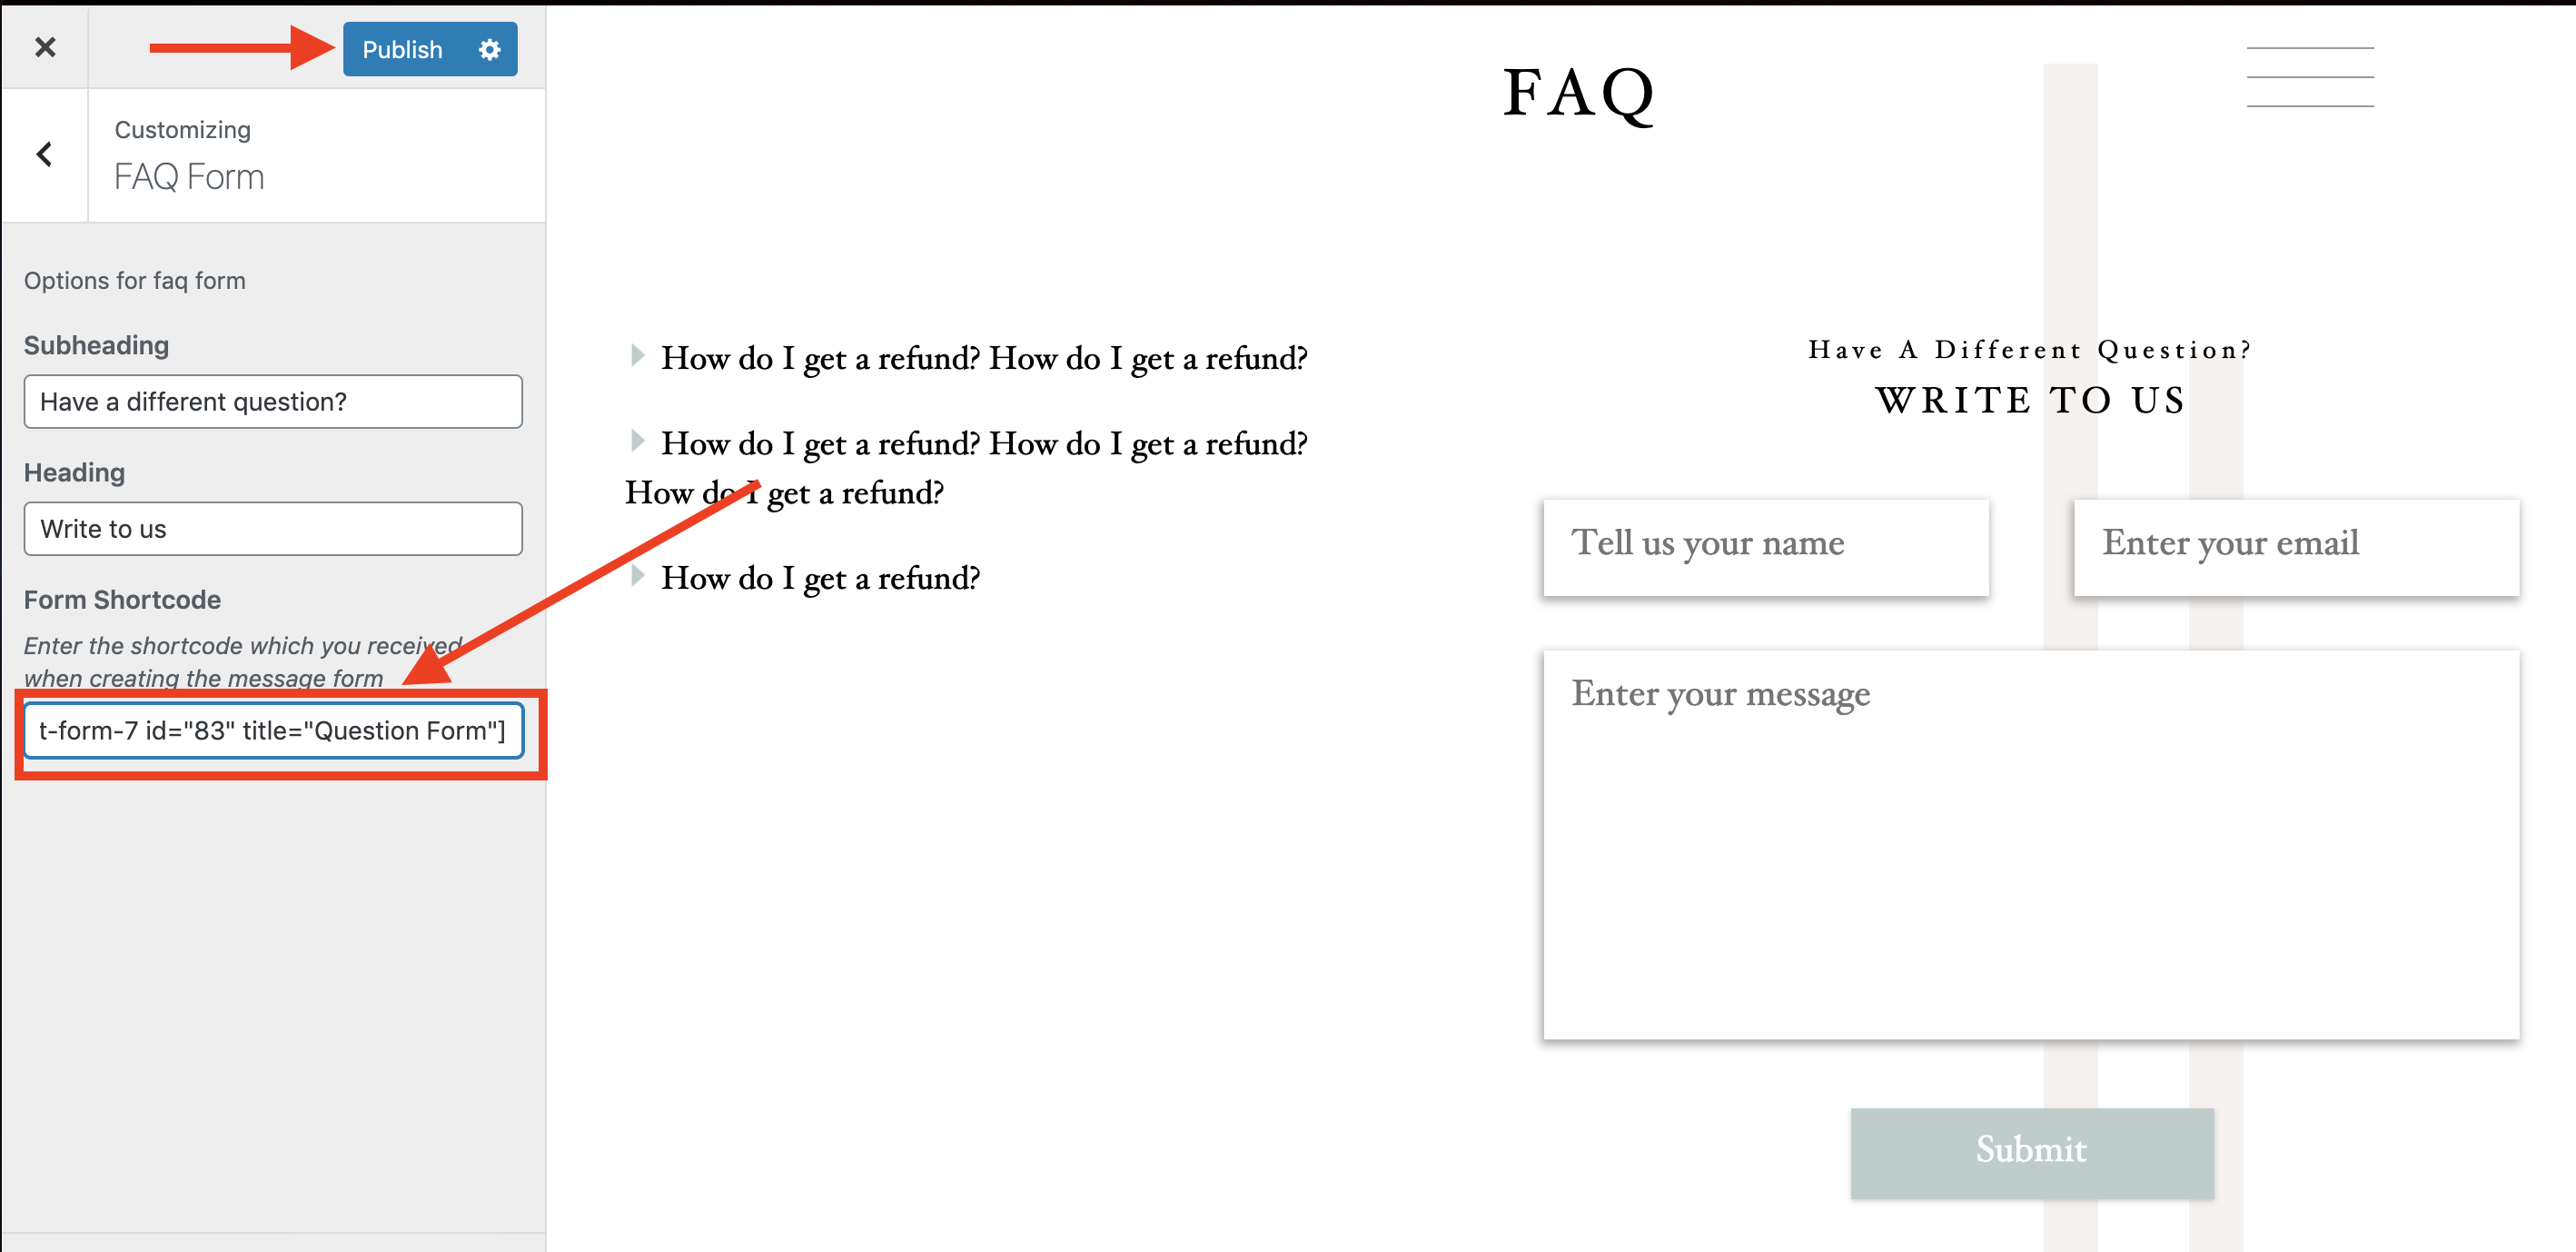 Publish
Customizing
FAQ Form
Options for faq form
Subheading
Have a different question?
Heading
Write to us
Form Shortcode
Enter the shortcode which you received
when creating the message form
t-form-7 id="83" title="Question Form"]
FAQ
How do I get a refund? How do I get a refund?
How do I get a refund? How do I get a refund?
How do I get a refund?
How do I get a refund?
Have A Different Question?
WRITE TO US
Tell us your name
Enter your email
Enter your message
Submit